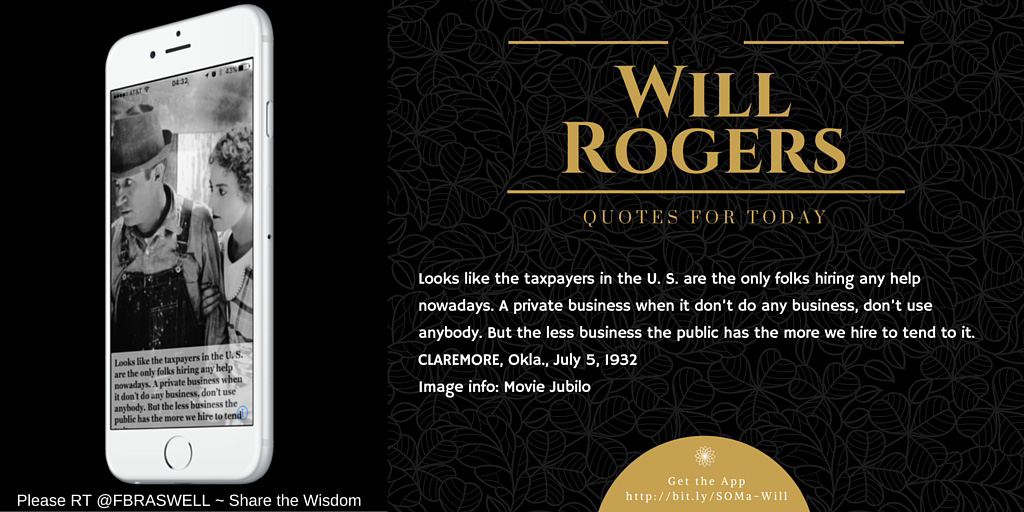 AT&T
04:32
43%
Looks like the taxpayers in the U. S.
are the only folks hiring any help
nowadays. A private business when
it don't do any business, don't use
anybody. But the less business the
public has the more we hire to tend
Please RT @FBRASWELL ~ Share the Wisdom
WILL
ROGERS
QUOTES FOR TODAY
Looks like the taxpayers in the U. S. are the only folks hiring any help
nowadays. A private business when it don't do any business, don't use
anybody. But the less business the public has the more we hire to tend to it.
CLAREMORE, Okla., July 5, 1932
Image info: Movie Jubilo
Get the App
http://bit.ly/SOMa-Will